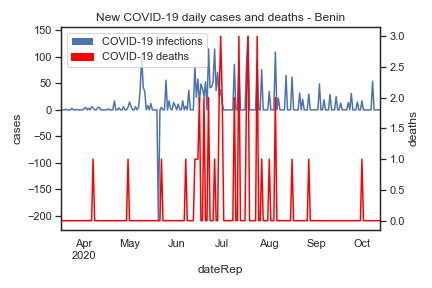 New COVID-19 daily cases and deaths - Benin
COVID-19 infections
COVID-19 deaths
cases
150
100
50
0
−50
−100
−150
−200
3.0
2.5
2.0
1.5
1.0
0.5
0.0
deaths
Apr May Jun Jul Aug Sep Oct
2020
dateRep